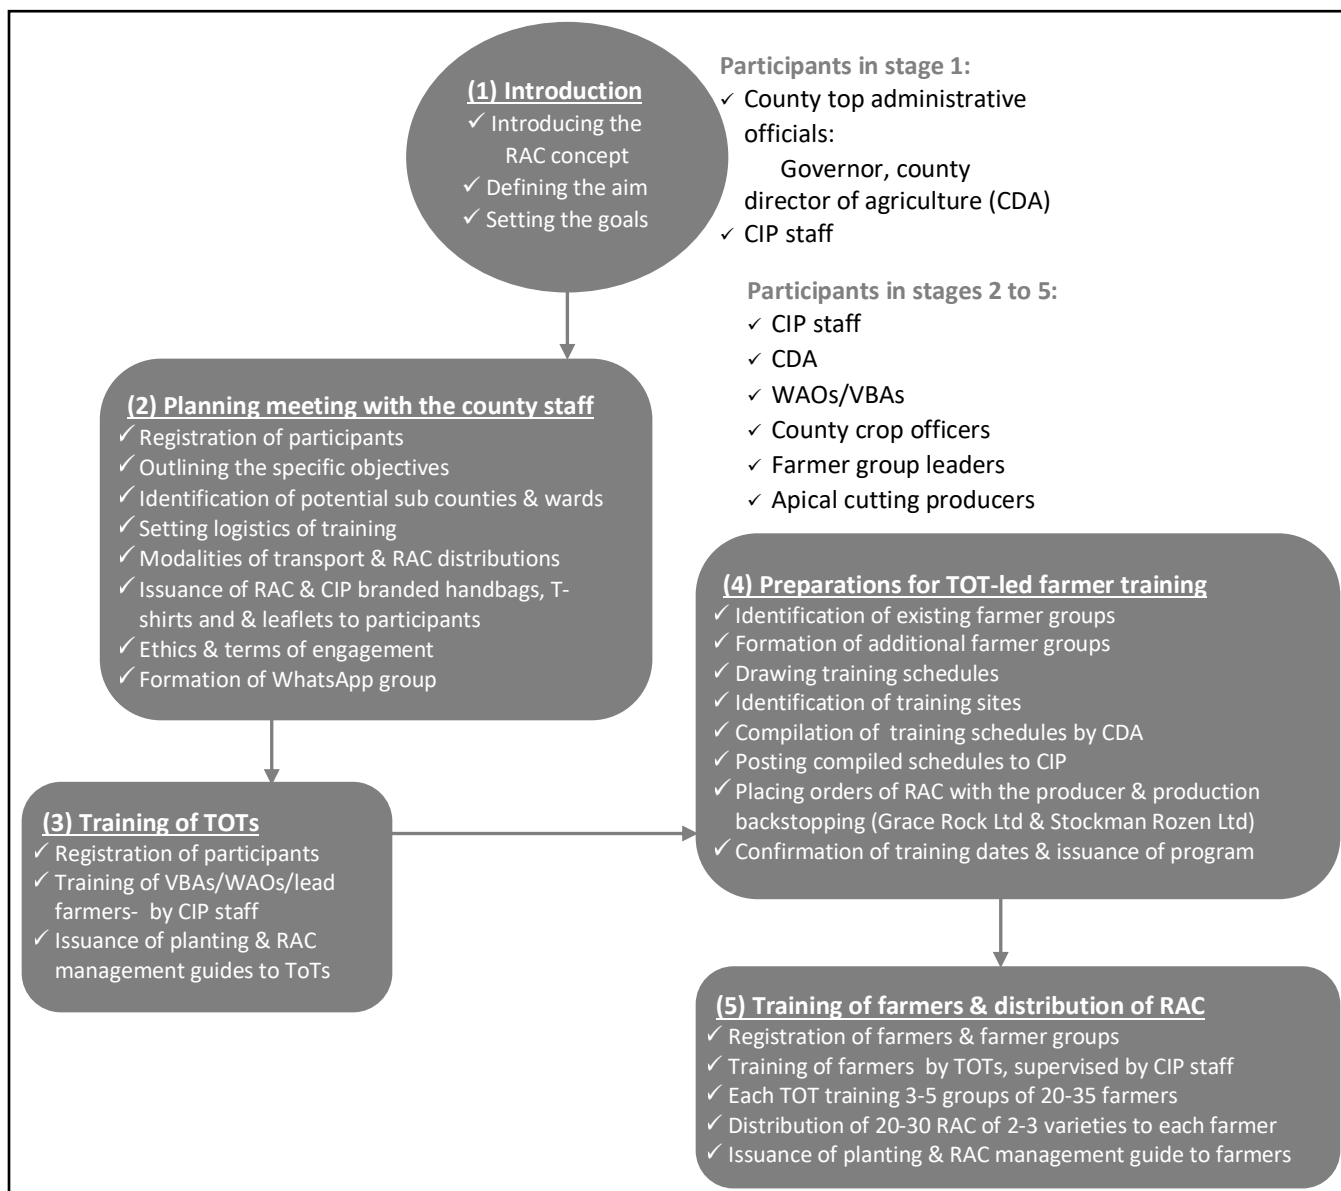 (1) Introduction
✓ Introducing the
RAC concept
✓ Defining the aim
✓ Setting the goals
Participants in stage 1:
✓ County top administrative
officials:
Governor, county
director of agriculture (CDA)
✓ CIP staff
Participants in stages 2 to 5:
✓ CIP staff
✓ CDA
✓ WAOs/VBAs
✓ County crop officers
✓ Farmer group leaders
✓ Apical cutting producers
(2) Planning meeting with the county staff
✓ Registration of participants
✓ Outlining the specific objectives
✓ Identification of potential sub counties & wards
✓ Setting logistics of training
✓ Modalities of transport & RAC distributions
✓ Issuance of RAC & CIP branded handbags, T-
shirts and & leaflets to participants
✓ Ethics & terms of engagement
✓ Formation of WhatsApp group
(3) Training of TOTs
✓ Registration of participants
✓ Training of VBAs/WAOs/lead
farmers- by CIP staff
✓ Issuance of planting & RAC
management guides to ToTs
(4) Preparations for TOT-led farmer training
✓ Identification of existing farmer groups
✓ Formation of additional farmer groups
✓ Drawing training schedules
✓ Identification of training sites
✓ Compilation of training schedules by CDA
✓ Posting compiled schedules to CIP
✓ Placing orders of RAC with the producer & production
backstopping (Grace Rock Ltd & Stockman Rozen Ltd)
✓ Confirmation of training dates & issuance of program
(5) Training of farmers & distribution of RAC
✓ Registration of farmers & farmer groups
✓ Training of farmers by TOTs, supervised by CIP staff
✓ Each TOT training 3-5 groups of 20-35 farmers
✓ Distribution of 20-30 RAC of 2-3 varieties to each farmer
✓ Issuance of planting & RAC management guide to farmers